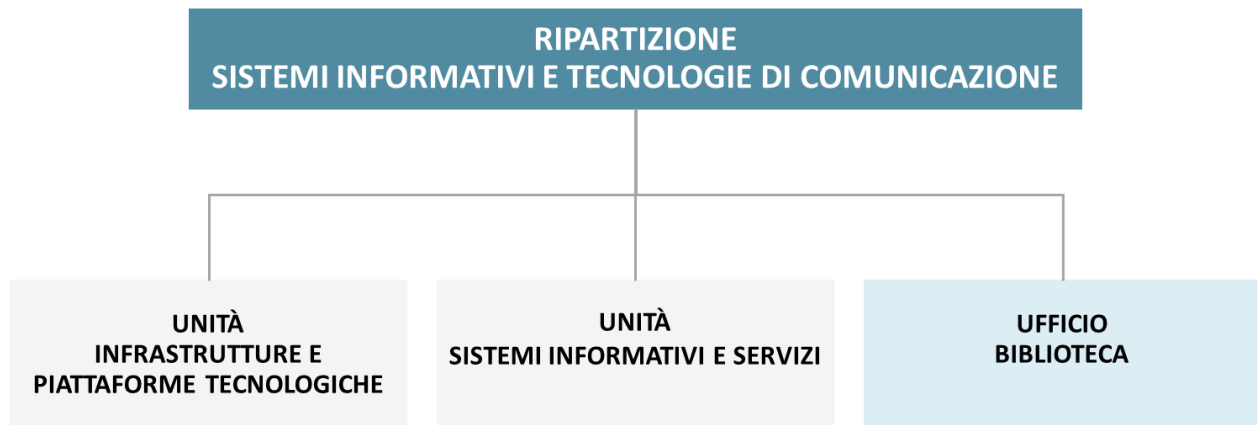 RIPARTIZIONE
SISTEMI INFORMATIVI E TECNOLOGIE DI COMUNICAZIONE
UNITÀ
INFRASTRUTTURE E
PIATTAFORME TECNOLOGICHE
UNITÀ
SISTEMI INFORMATIVI E SERVIZI
UFFICIO
BIBLIOTECA